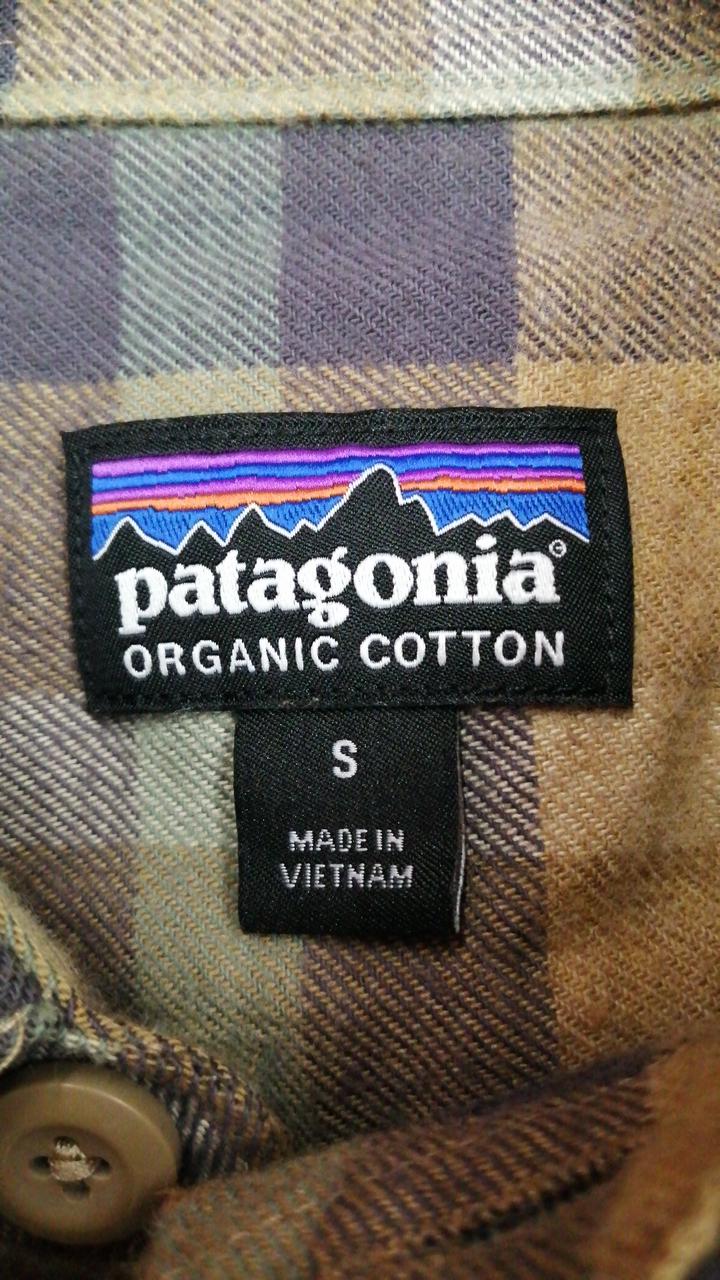 patagonia©
ORGANIC COTTON
S
MADE IN
VIETNAM